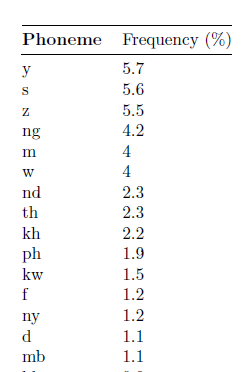 Phoneme Frequency (%)
y 5.7
s 5.6
z 5.5
ng 4.2
m 4
w 4
nd 2.3
th 2.3
kh 2.2
ph 1.9
kw 1.5
f 1.2
ny 1.2
d 1.1
mb 1.1